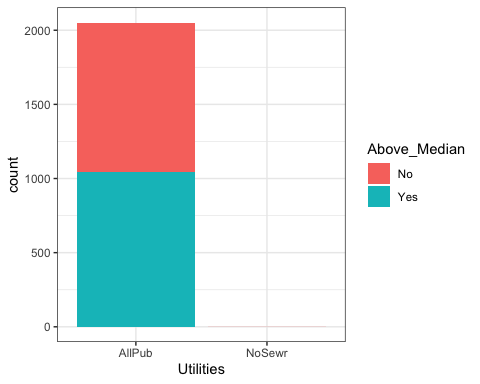 2000
1500
1000
500
0
count
AllPub
NoSewr
Utilities
Above_Median
No
Yes